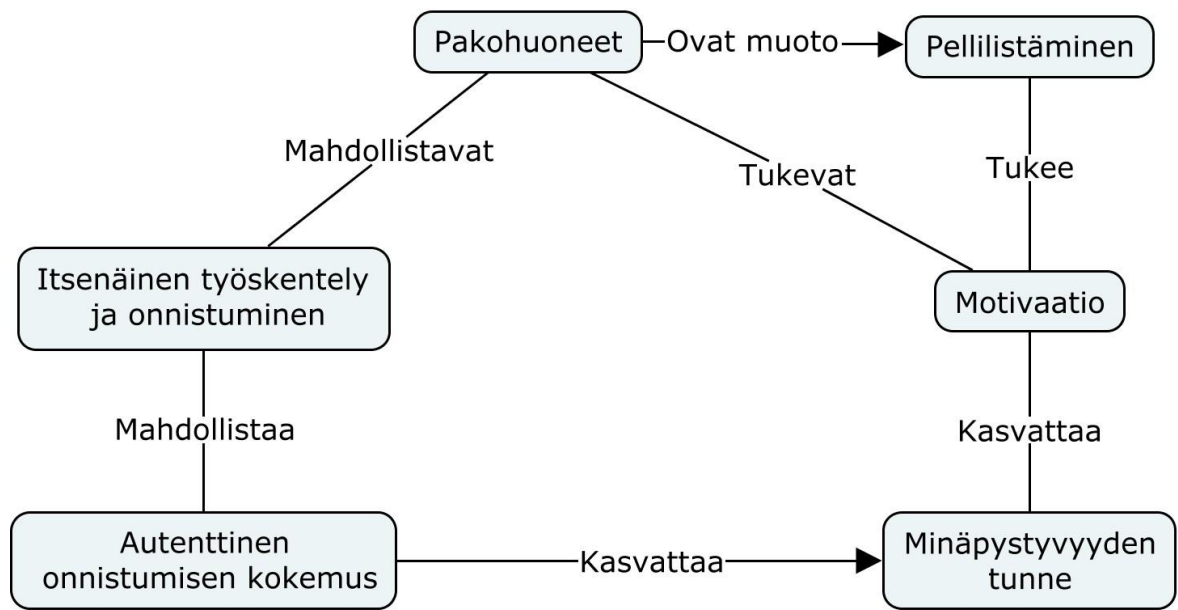 Pakohuoneet
Ovat muoto
Pellilistäminen
Mahdollistavat
Tukevat
Tukee
Itsenäinen työskentely
ja onnistuminen
Motivaatio
Mahdollistaa
Kasvattaa
Autenttinen
onnistumisen kokemus
Kasvattaa
Minäpystyvyyden
tunne